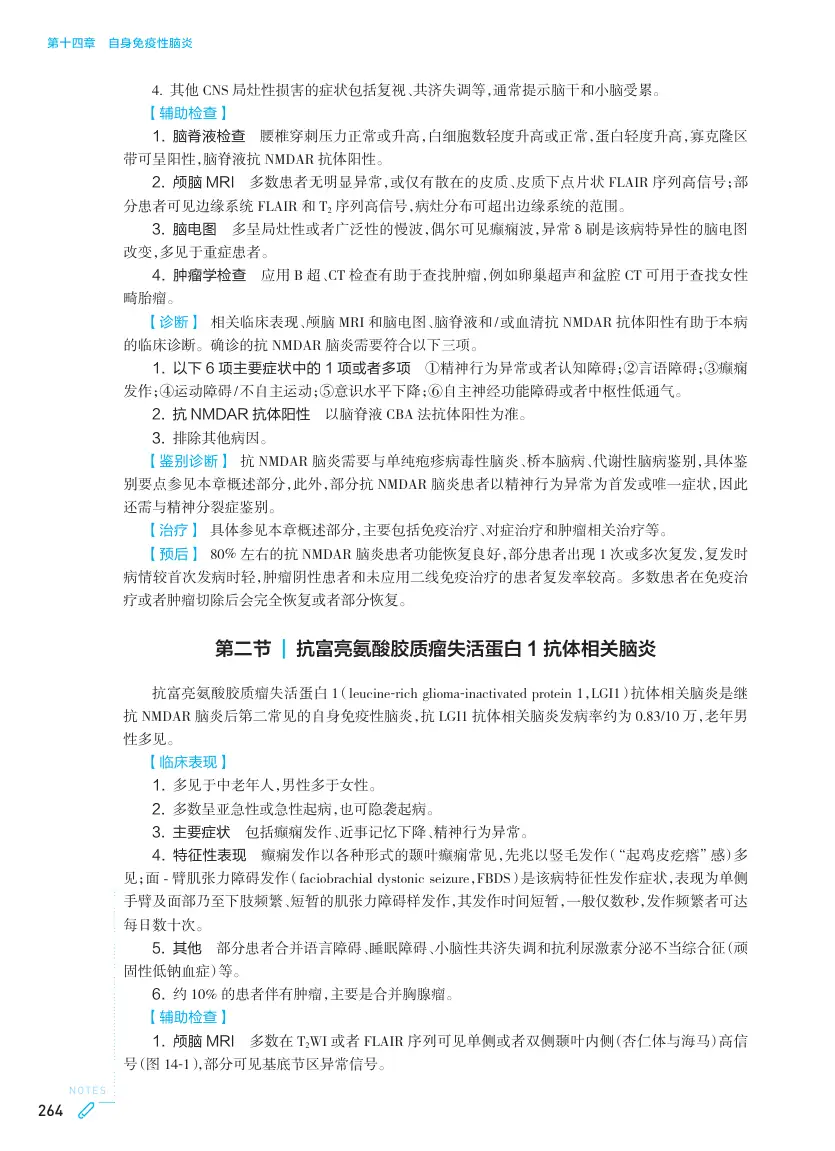 第十四章 自身免疫性脑炎
4. 其他 CNS 局灶性损害的症状包括复视、共济失调等,通常提示脑干和小脑受累。
【辅助检查】
1. 脑脊液检查 腰椎穿刺压力正常或升高,白细胞数轻度升高或正常,蛋白轻度升高,寡克隆区
带可呈阳性,脑脊液抗 NMDAR 抗体阳性。
2. 颅脑 MRI 多数患者无明显异常,或仅有散在的皮质、皮质下点片状 FLAIR 序列高信号;部
分患者可见边缘系统 FLAIR 和 T₂ 序列高信号,病灶分布可超出边缘系统的范围。
3. 脑电图 多呈局灶性或者广泛性的慢波,偶尔可见癫痫波,异常 δ 刷是该病特异性的脑电图
改变,多见于重症患者。
4. 肿瘤学检查 应用 B 超、CT 检查有助于查找肿瘤,例如卵巢超声和盆腔 CT 可用于查找女性
畸胎瘤。
【诊断】 相关临床表现、颅脑 MRI 和脑电图、脑脊液和/或血清抗 NMDAR 抗体阳性有助于本病
的临床诊断。确诊的抗 NMDAR 脑炎需要符合以下三项。
1. 以下 6 项主要症状中的 1 项或者多项 ①精神行为异常或者认知障碍;②言语障碍;③癫痫
发作;④运动障碍/不自主运动;⑤意识水平下降;⑥自主神经功能障碍或者中枢性低通气。
2. 抗 NMDAR 抗体阳性 以脑脊液 CBA 法抗体阳性为准。
3. 排除其他病因。
【鉴别诊断】 抗 NMDAR 脑炎需要与单纯疱疹病毒性脑炎、桥本脑病、代谢性脑病鉴别,具体鉴
别要点参见本章概述部分,此外,部分抗 NMDAR 脑炎患者以精神行为异常为首发或唯一症状,因此
还需与精神分裂症鉴别。
【治疗】 具体参见本章概述部分,主要包括免疫治疗、对症治疗和肿瘤相关治疗等。
【预后】 80% 左右的抗 NMDAR 脑炎患者功能恢复良好,部分患者出现 1 次或多次复发,复发时
病情较首次发病时轻,肿瘤阴性患者和未应用二线免疫治疗的患者复发率较高。多数患者在免疫治
疗或者肿瘤切除后会完全恢复或者部分恢复。
第二节 | 抗富亮氨酸胶质瘤失活蛋白 1 抗体相关脑炎
抗富亮氨酸胶质瘤失活蛋白 1(leucine-rich glioma-inactivated protein 1,LGI1)抗体相关脑炎是继
抗 NMDAR 脑炎后第二常见的自身免疫性脑炎,抗 LGI1 抗体相关脑炎发病率约为 0.83/10 万,老年男
性多见。
【临床表现】
1. 多见于中老年人,男性多于女性。
2. 多数呈亚急性或急性起病,也可隐袭起病。
3. 主要症状 包括癫痫发作、近事记忆下降、精神行为异常。
4. 特征性表现 癫痫发作以各种形式的颞叶癫痫常见,先兆以竖毛发作(“起鸡皮疙瘩”感)多
见;面 - 臂肌张力障碍发作(faciobrachial dystonic seizure,FBDS)是该病特征性发作症状,表现为单侧
手臂及面部乃至下肢频繁、短暂的肌张力障碍样发作,其发作时间短暂,一般仅数秒,发作频繁者可达
每日数十次。
5. 其他 部分患者合并语言障碍、睡眠障碍、小脑性共济失调和抗利尿激素分泌不当综合征(顽
固性低钠血症)等。
6. 约 10% 的患者伴有肿瘤,主要是合并胸腺瘤。
【辅助检查】
1. 颅脑 MRI 多数在 T₂WI 或者 FLAIR 序列可见单侧或者双侧颞叶内侧(杏仁体与海马)高信
号(图 14-1),部分可见基底节区异常信号。
NOTES
264